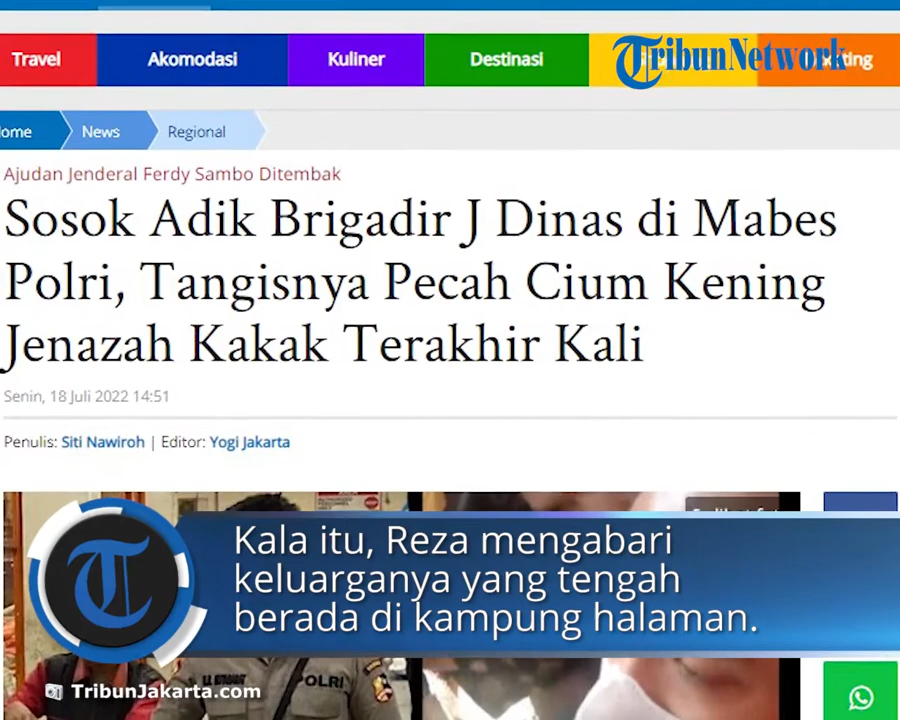 Travel
Akomodasi
Kuliner
Destinasi
TribunNetwork
ome
News
Regional
Ajudan Jenderal Ferdy Sambo Ditembak
Sosok Adik Brigadir J Dinas di Mabes
Polri, Tangisnya Pecah Cium Kening
Jenazah Kakak Terakhir Kali
Senin, 18 Juli 2022 14:51
Penulis: Siti Nawiroh | Editor: Yogi Jakarta
Kala itu, Reza mengabari
keluarganya yang tengah
berada di kampung halaman.
T
POLRI
TribunJakarta.com